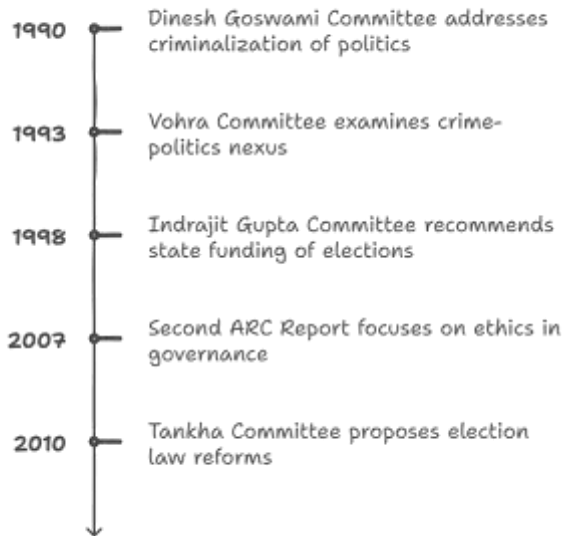 1990
Dinesh Goswami Committee addresses
criminalization of politics
1993
Vohra Committee examines crime-
politics nexus
1998
Indrajit Gupta Committee recommends
state funding of elections
2007
Second ARC Report focuses on ethics in
governance
2010
Tankha Committee proposes election
law reforms